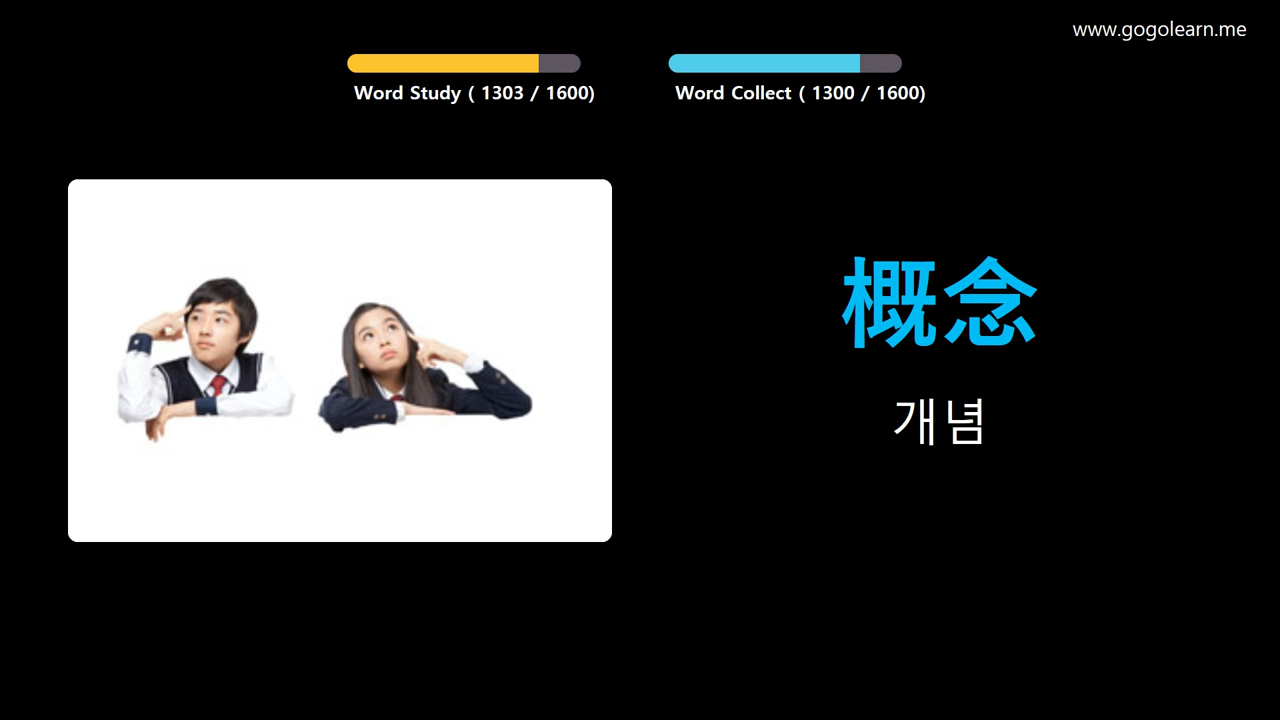 www.gogolearn.me
Word Study ( 1303 / 1600)
Word Collect ( 1300 / 1600)
概念
개념